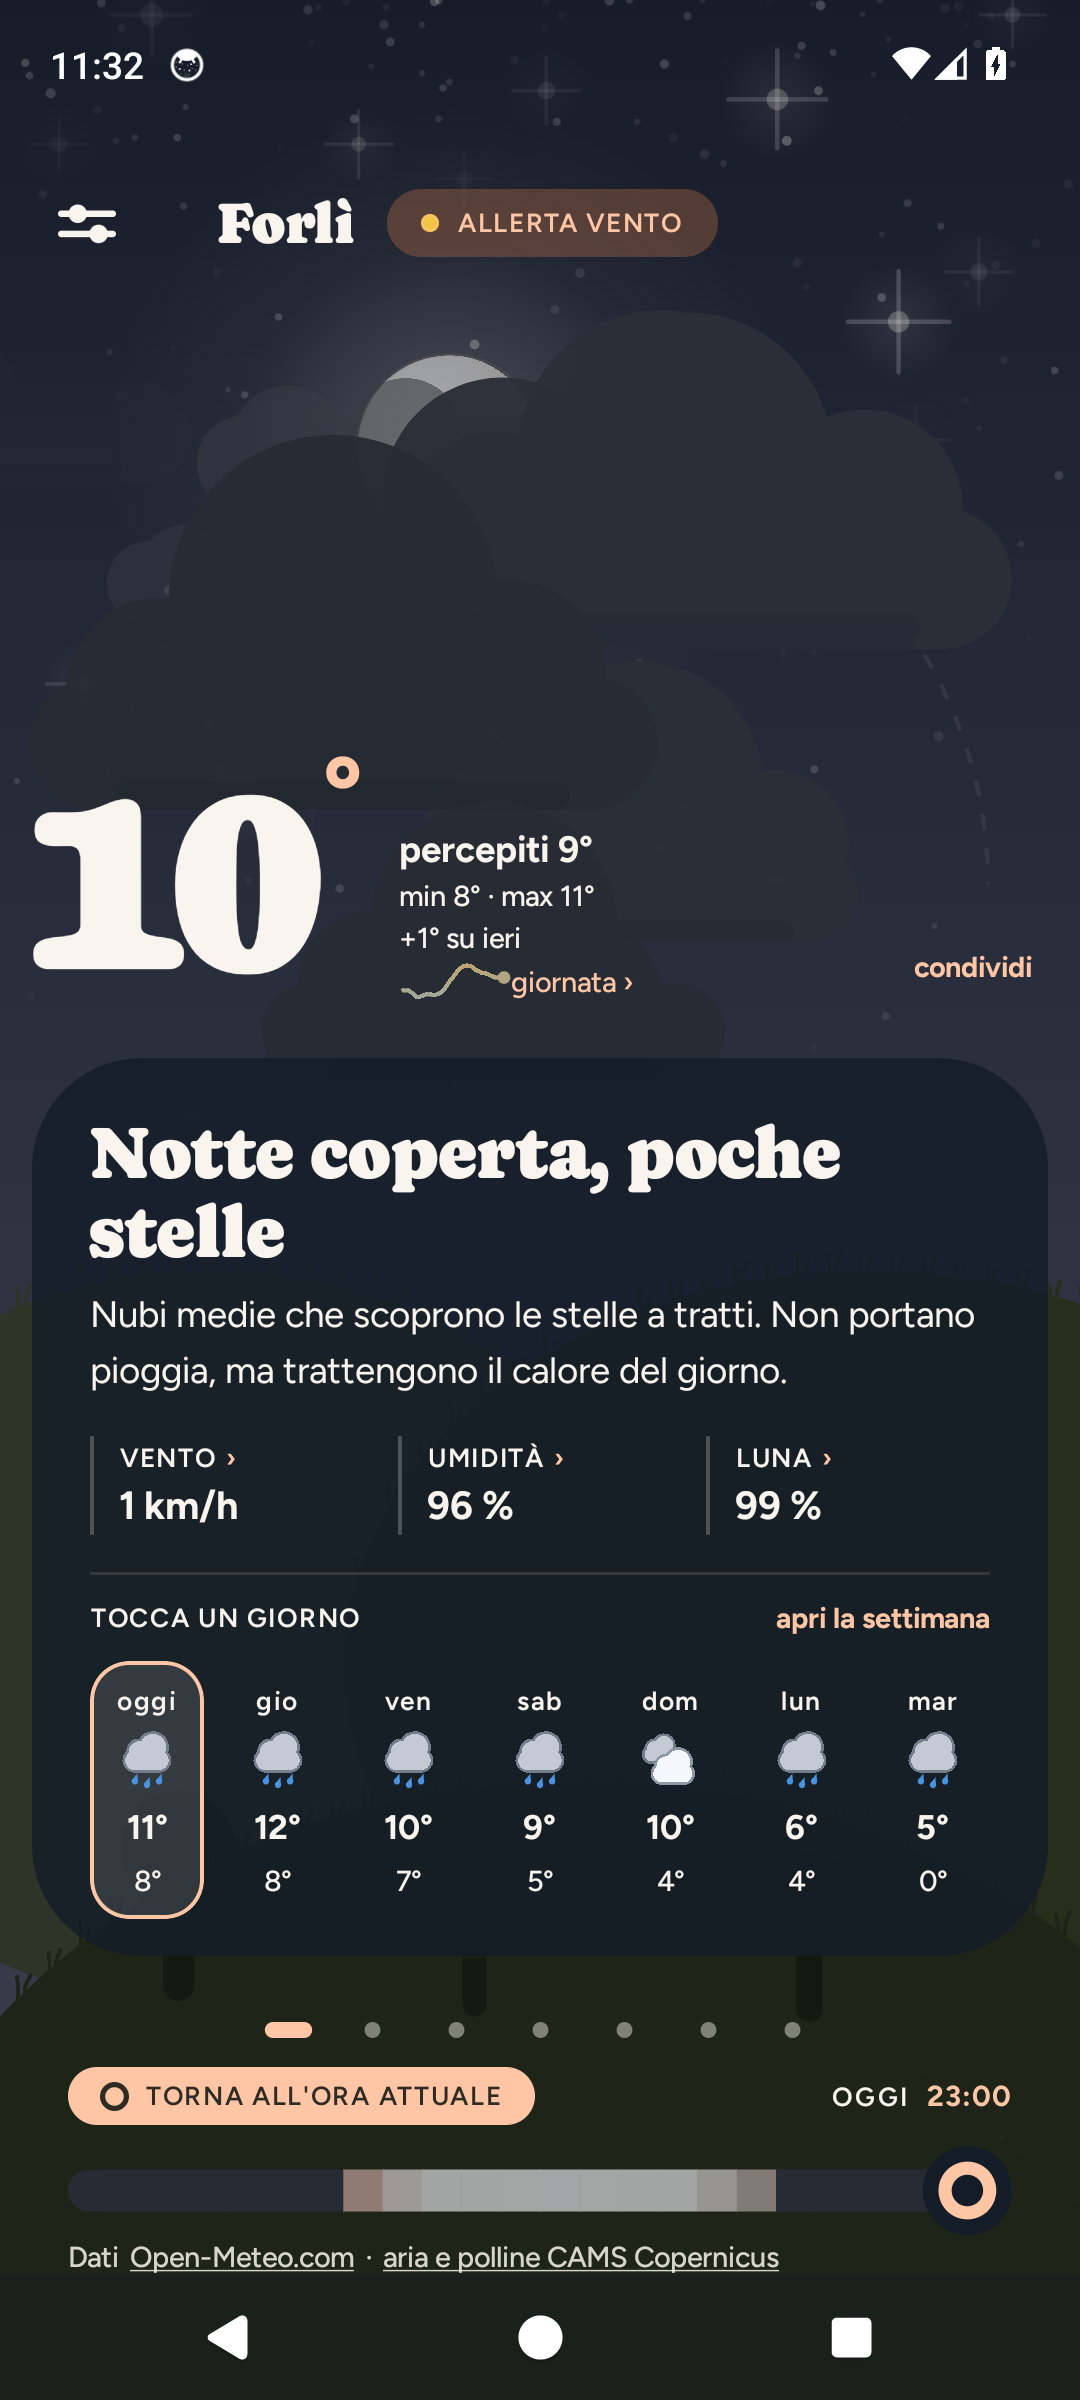 11:32
Forlì
ALLERTA VENTO
10°
percepiti 9°
min 8° · max 11°
+1° su ieri
giornata ›
condividi
Notte coperta, poche
stelle
Nubi medie che scoprono le stelle a tratti. Non portano
pioggia, ma trattengono il calore del giorno.
VENTO › UMIDITÀ › LUNA ›
1 km/h 96 % 99 %
TOCCA UN GIORNO apri la settimana
oggi gio ven sab dom lun mar
11° 12° 10° 9° 10° 6° 5°
8° 8° 7° 5° 4° 4° 0°
TORNA ALL'ORA ATTUALE OGGI 23:00
Dati Open-Meteo.com · aria e polline CAMS Copernicus